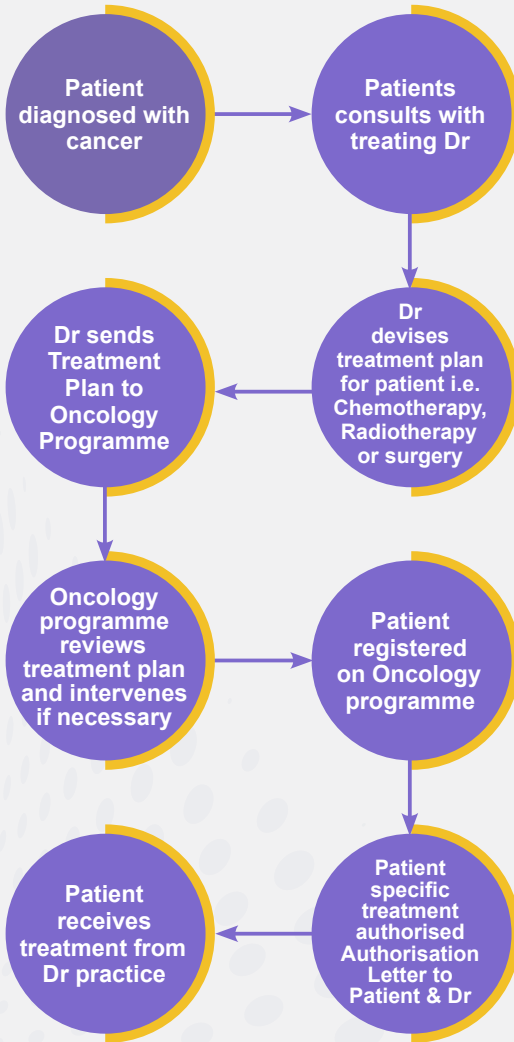 Patient
diagnosed with
cancer
Patients
consults with
treating Dr
Dr
devises
treatment plan
for patient i.e.
Chemotherapy,
Radiotherapy
or surgery
Dr sends
Treatment
Plan to
Oncology
Programme
Oncology
programme
reviews
treatment plan
and intervenes
if necessary
Patient
registered
on Oncology
programme
Patient
specific
treatment
authorised
Authorisation
Letter to
Patient & Dr
Patient
receives
treatment from
Dr practice